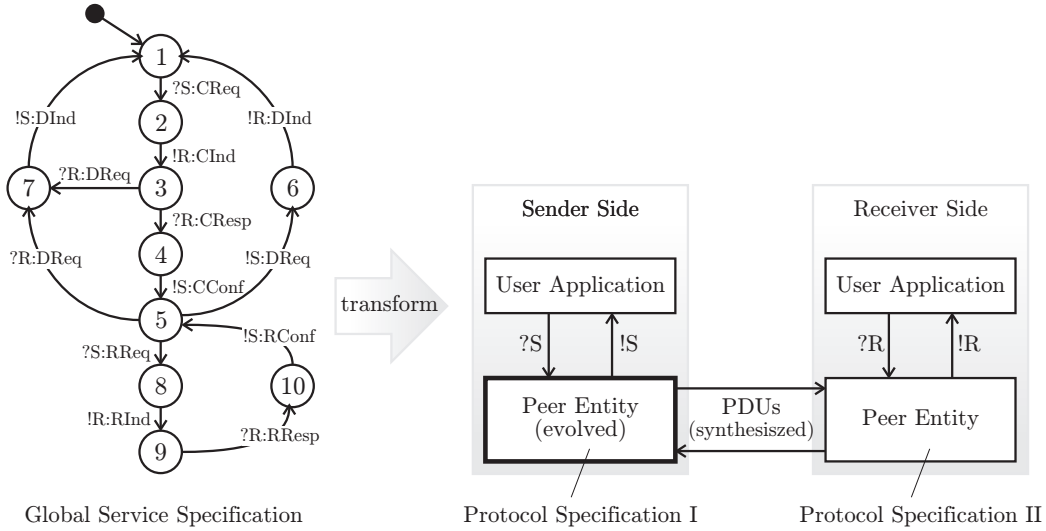 1
?S:CReq
2
!S:DInd
!R:DInd
!R:CInd
7
?R:DReq
3
6
?R:CResp
?R:DReq
4
!S:DReq
!S:CConf
5
!S:RConf
?S:RReq
8
10
!R:RInd
9
?R:RResp
Global Service Specification
transform
Sender Side
User Application
?S
!S
Peer Entity
(evolved)
Protocol Specification I
PDUs
(synthesiszed)
Receiver Side
User Application
?R
!R
Peer Entity
Protocol Specification II